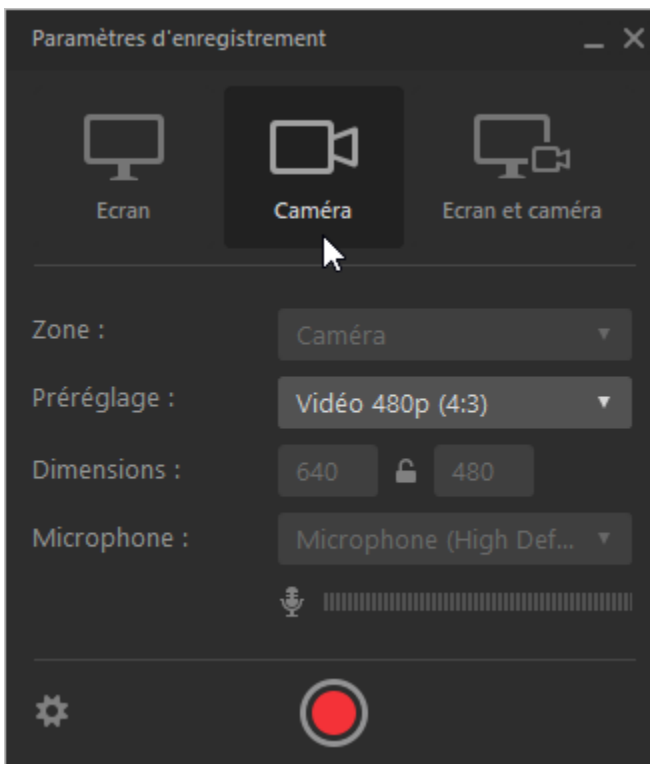 Paramètres d'enregistrement
Ecran
Caméra
Ecran et caméra
Zone :
Caméra
Préréglage :
Vidéo 480p (4:3)
Dimensions :
640
480
Microphone :
Microphone (High Def...